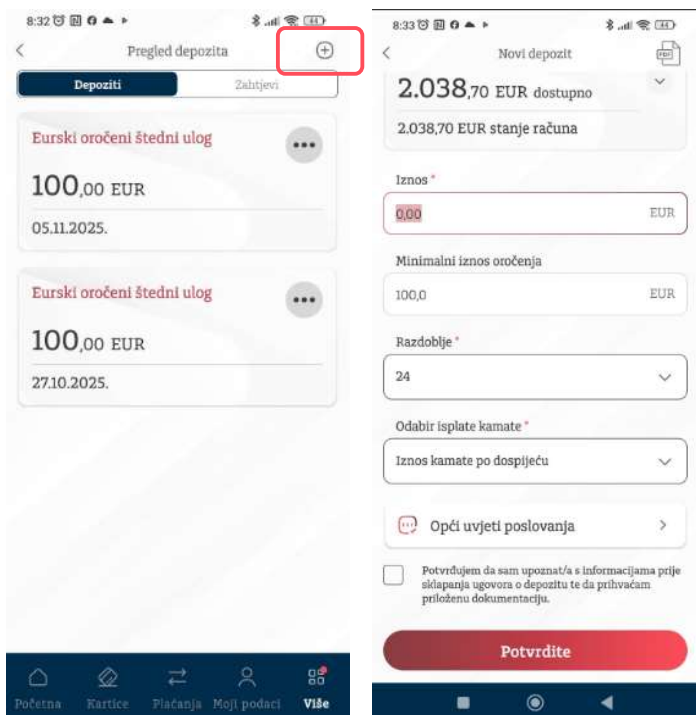 8:32
44
Pregled depozita
Depoziti
Zahtjevi
Eurski oročeni štedni ulog
100,00 EUR
05.11.2025.
Eurski oročeni štedni ulog
100,00 EUR
27.10.2025.
Početna
Kartice
Plaćanja
Moji podaci
Više
8:33
44
Novi depozit
PDF
2.038,70 EUR dostupno
2.038,70 EUR stanje računa
Iznos *
0,00 EUR
Minimalni iznos oročenja
100,0 EUR
Razdoblje *
24
Odabir isplate kamate *
Iznos kamate po dospijeću
Opći uvjeti poslovanja
Potvrđujem da sam upoznat/a s informacijama prije
sklapanja ugovora o depozitu te da prihvaćam
priloženu dokumentaciju.
Potvrdite